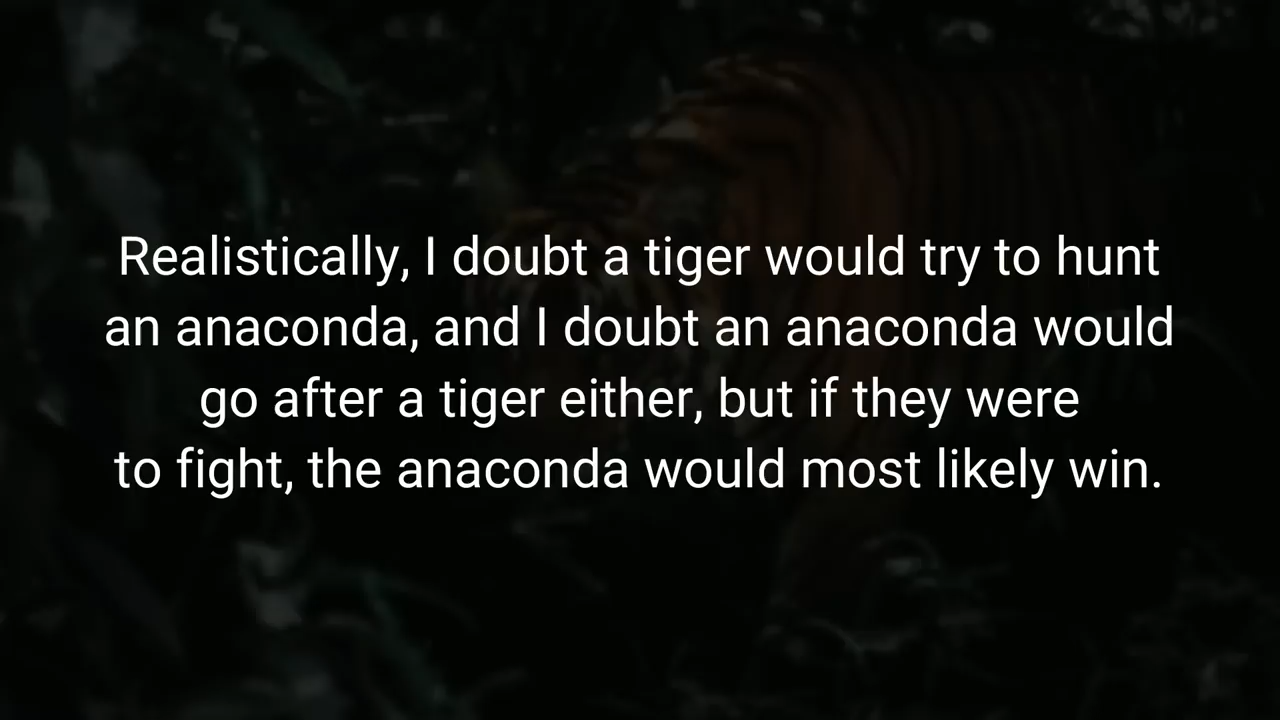 Realistically, I doubt a tiger would try to hunt
an anaconda, and I doubt an anaconda would
go after a tiger either, but if they were
to fight, the anaconda would most likely win.